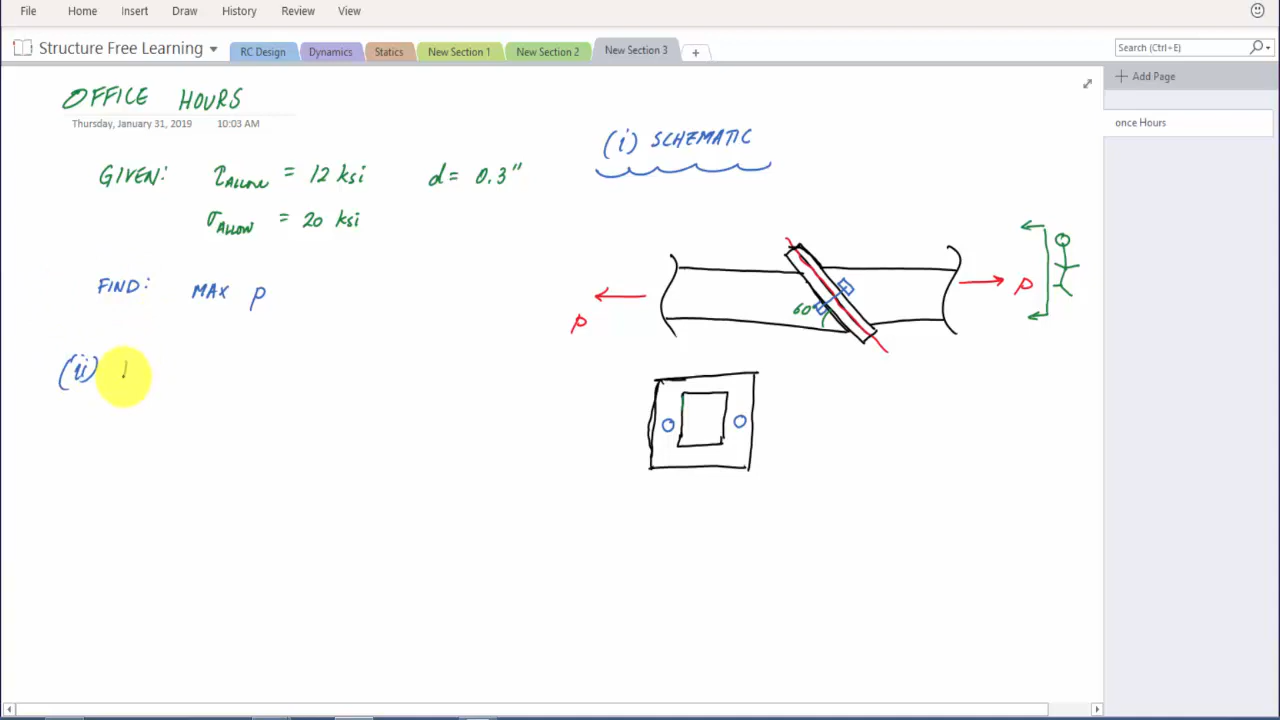 File Home Insert Draw History Review View
Structure Free Learning RC Design Dynamics Statics New Section 1 New Section 2 New Section 3 + Search (Ctrl+E)
+ Add Page
once Hours
OFFICE HOURS
Thursday, January 31, 2019 10:03 AM
GIVEN: τALLOW = 12 ksi d = 0.3"
σALLOW = 20 ksi
FIND: MAX P
(ii)
(i) SCHEMATIC
60
P
P